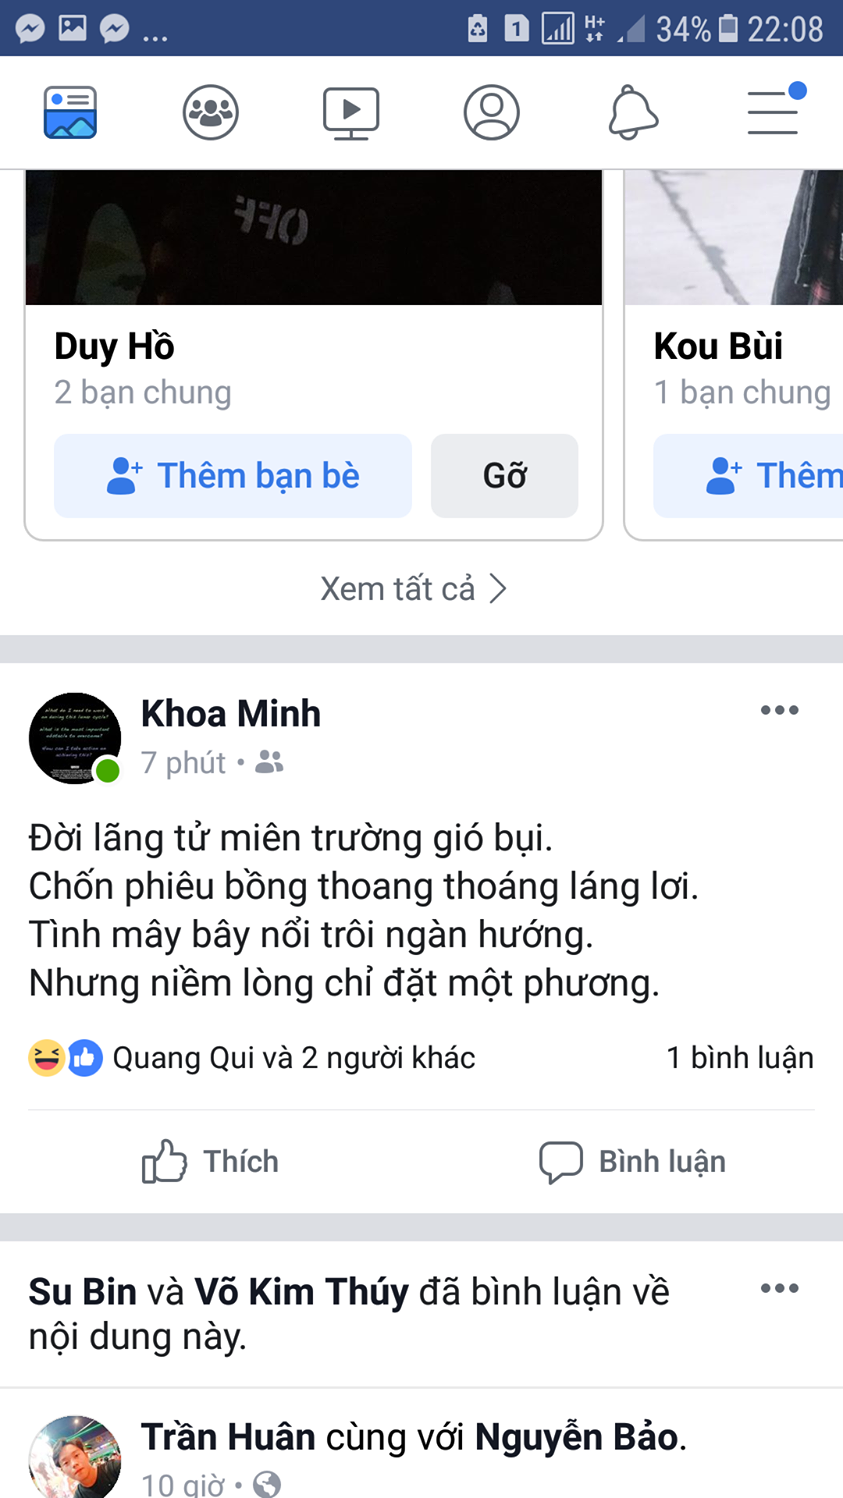 ... 1 H+ 34% 22:08
OFF
Duy Hồ
2 bạn chung
Thêm bạn bè
Gỡ
Kou Bùi
1 bạn chung
Thêm
Xem tất cả
Khoa Minh
7 phút •
Đời lãng tử miên trường gió bụi.
Chốn phiêu bồng thoang thoáng láng lơi.
Tình mây bây nổi trôi ngàn hướng.
Nhưng niềm lòng chỉ đặt một phương.
Quang Qui và 2 người khác
1 bình luận
Thích
Bình luận
Su Bin và Võ Kim Thúy đã bình luận về
nội dung này.
Trần Huân cùng với Nguyễn Bảo.
10 giờ •